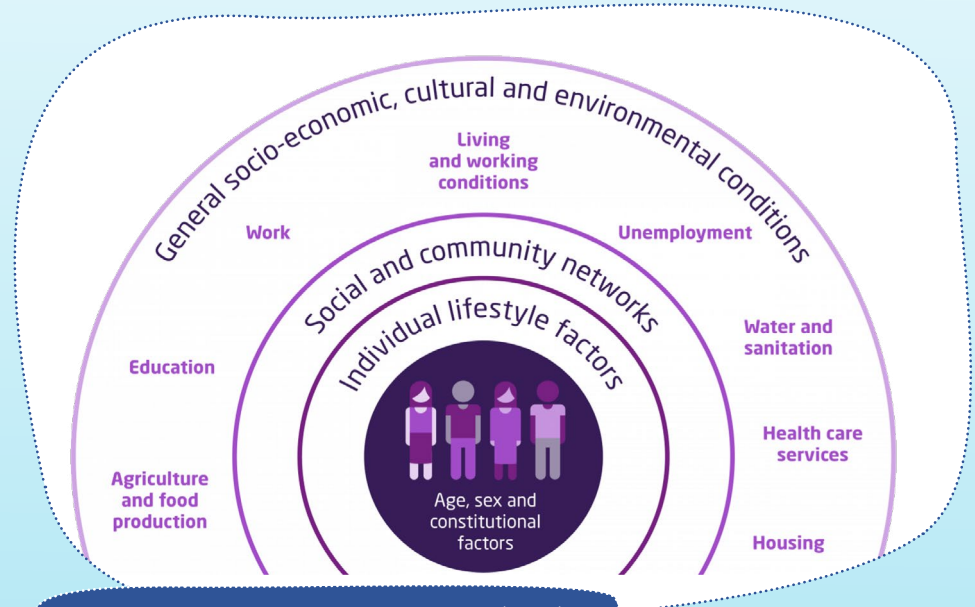 General socio-economic, cultural and environmental conditions
Living
and working
conditions
Work
Unemployment
Social and community networks
Individual lifestyle factors
Education
Water and
sanitation
Agriculture
and food
production
Health care
services
Housing
Age, sex and
constitutional
factors